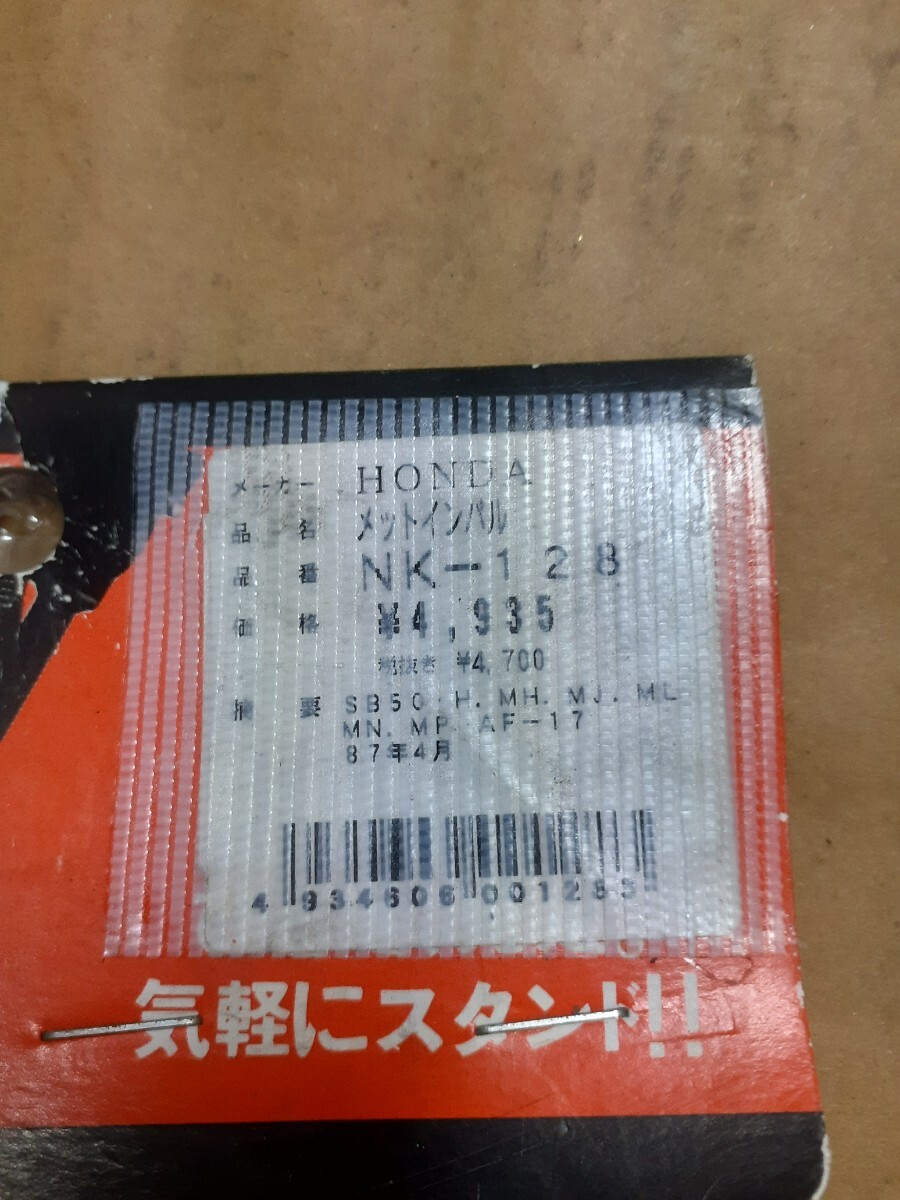 メーカー HONDA
品名 メットインパル
品番 NK-128
価格 ¥4,935
税抜き ¥4,700
摘要 SB50.H.MH.MJ.ML
MN.MP.AF-17
87年4月
4 934606 001283
気軽にスタンド!!